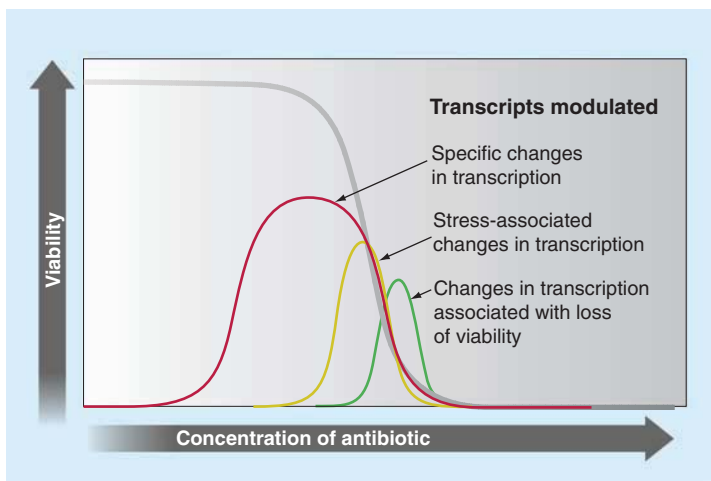 Transcripts modulated
Specific changes
in transcription
Stress-associated
changes in transcription
Changes in transcription
associated with loss
of viability
Viability
Concentration of antibiotic